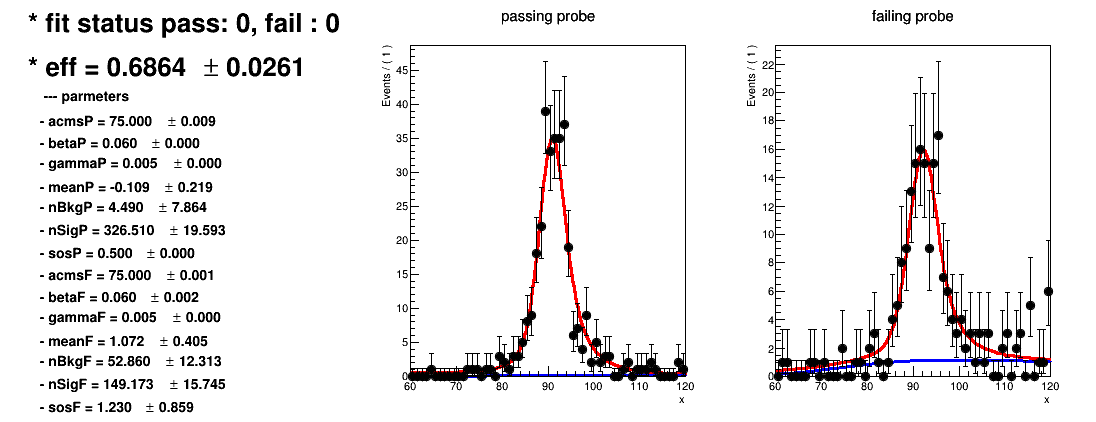 * fit status pass: 0, fail : 0
* eff = 0.6864 ± 0.0261
--- parmeters
- acmsP = 75.000 ± 0.009
- betaP = 0.060 ± 0.000
- gammaP = 0.005 ± 0.000
- meanP = -0.109 ± 0.219
- nBkgP = 4.490 ± 7.864
- nSigP = 326.510 ± 19.593
- sosP = 0.500 ± 0.000
- acmsF = 75.000 ± 0.001
- betaF = 0.060 ± 0.002
- gammaF = 0.005 ± 0.000
- meanF = 1.072 ± 0.405
- nBkgF = 52.860 ± 12.313
- nSigF = 149.173 ± 15.745
- sosF = 1.230 ± 0.859
passing probe
Events / ( 1 )
45
40
35
30
25
20
15
10
5
0
60 70 80 90 100 110 120
x
failing probe
Events / ( 1 )
22
20
18
16
14
12
10
8
6
4
2
0
60 70 80 90 100 110 120
x